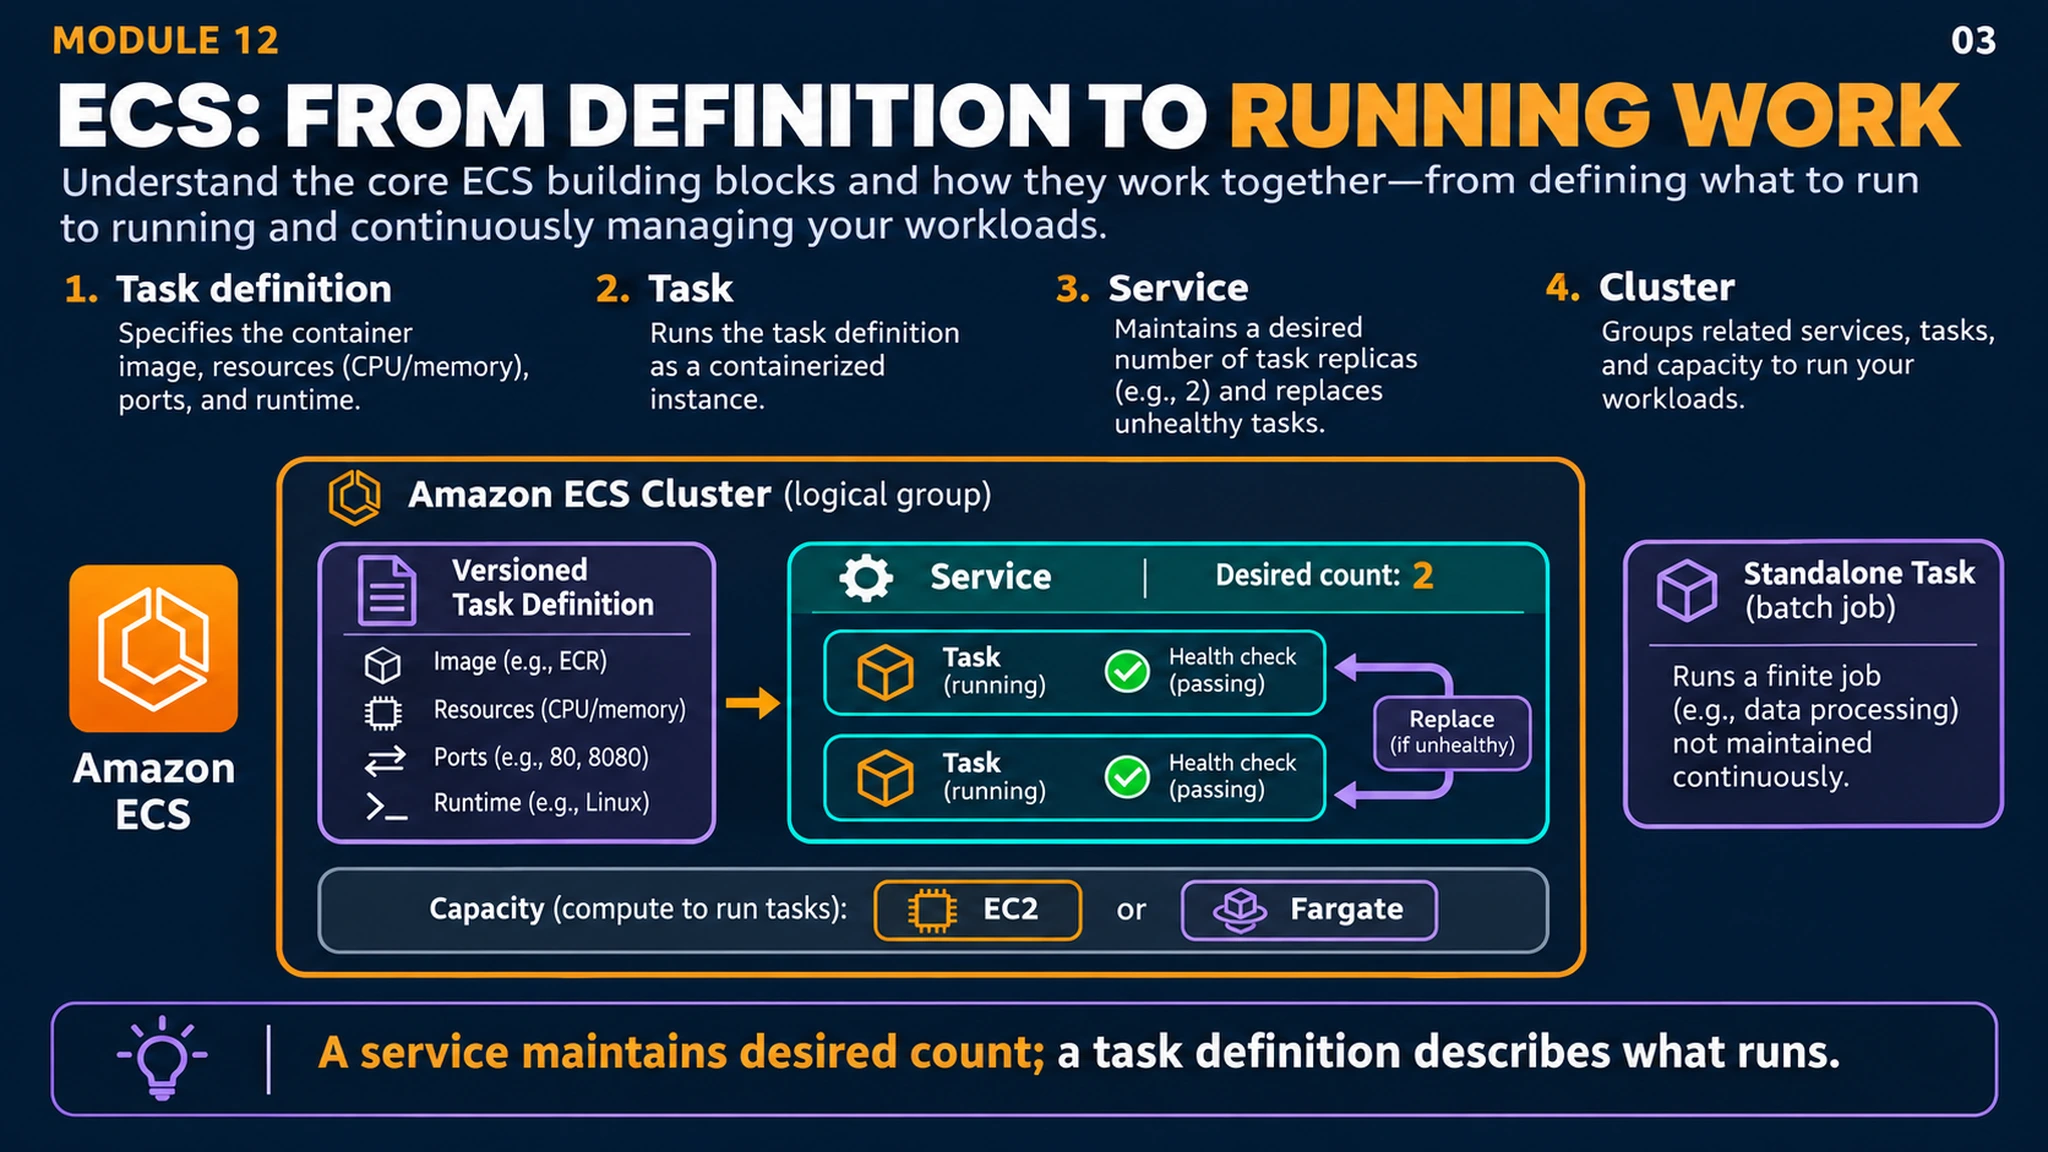 MODULE 12
03
ECS: FROM DEFINITION TO RUNNING WORK
Understand the core ECS building blocks and how they work together—from defining what to run
to running and continuously managing your workloads.
1. Task definition
Specifies the container
image, resources (CPU/memory),
ports, and runtime.
2. Task
Runs the task definition
as a containerized
instance.
3. Service
Maintains a desired
number of task replicas
(e.g., 2) and replaces
unhealthy tasks.
4. Cluster
Groups related services, tasks,
and capacity to run your
workloads.
Amazon
ECS
Amazon ECS Cluster (logical group)
Versioned
Task Definition
Image (e.g., ECR)
Resources (CPU/memory)
Ports (e.g., 80, 8080)
Runtime (e.g., Linux)
Service | Desired count: 2
Task
(running)
Health check
(passing)
Task
(running)
Health check
(passing)
Replace
(if unhealthy)
Capacity (compute to run tasks): EC2 or Fargate
Standalone Task
(batch job)
Runs a finite job
(e.g., data processing)
not maintained
continuously.
A service maintains desired count; a task definition describes what runs.